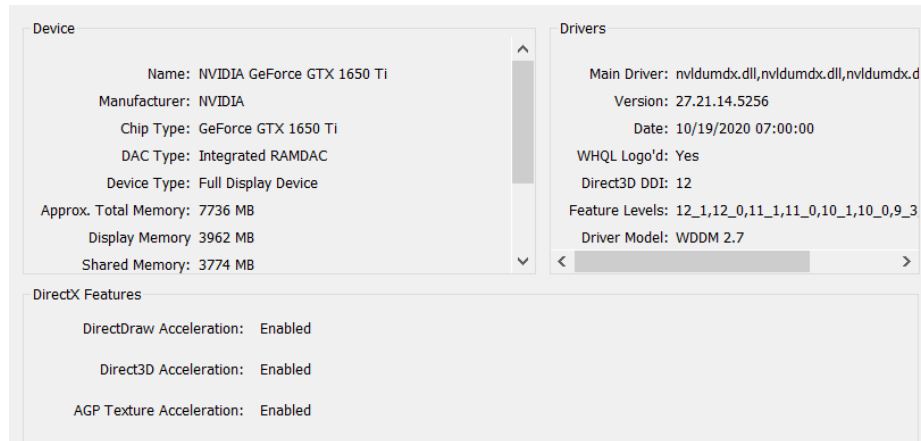 Device
Name: NVIDIA GeForce GTX 1650 Ti
Manufacturer: NVIDIA
Chip Type: GeForce GTX 1650 Ti
DAC Type: Integrated RAMDAC
Device Type: Full Display Device
Approx. Total Memory: 7736 MB
Display Memory 3962 MB
Shared Memory: 3774 MB
Drivers
Main Driver: nvldumdx.dll,nvldumdx.dll,nvldumdx.d
Version: 27.21.14.5256
Date: 10/19/2020 07:00:00
WHQL Logo'd: Yes
Direct3D DDI: 12
Feature Levels: 12_1,12_0,11_1,11_0,10_1,10_0,9_3
Driver Model: WDDM 2.7
DirectX Features
DirectDraw Acceleration: Enabled
Direct3D Acceleration: Enabled
AGP Texture Acceleration: Enabled